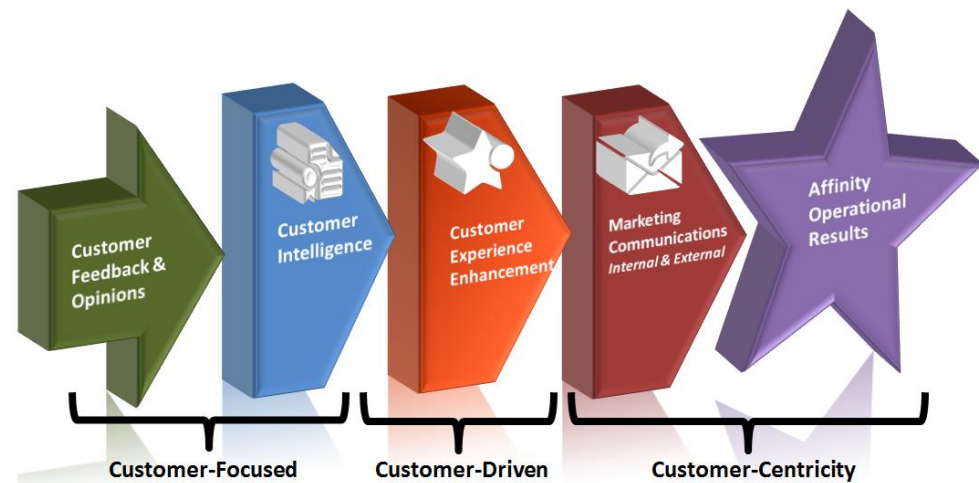 Customer
Feedback &
Opinions
Customer
Intelligence
Customer
Experience
Enhancement
Marketing
Communications
Internal & External
Affinity
Operational
Results
Customer-Focused
Customer-Driven
Customer-Centricity